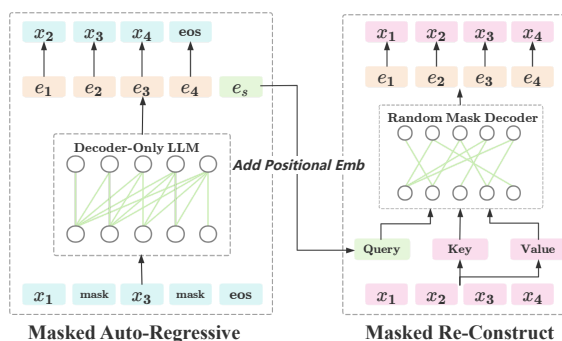 x₂ x₃ x₄ eos
e₁ e₂ e₃ e₄ eₛ
Decoder-Only LLM
x₁ mask x₃ mask eos
Masked Auto-Regressive
Add Positional Emb
x₁ x₂ x₃ x₄
e₁ e₂ e₃ e₄
Random Mask Decoder
Query Key Value
x₁ x₂ x₃ x₄
Masked Re-Construct